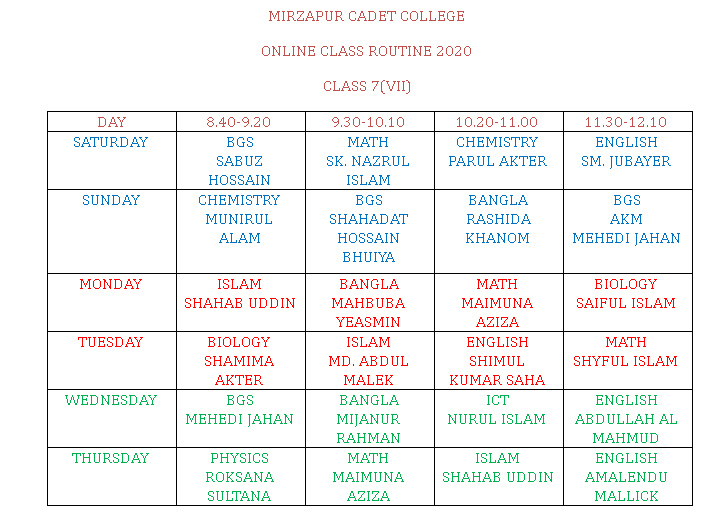 MIRZAPUR CADET COLLEGE
ONLINE CLASS ROUTINE 2020
CLASS 7(VII)
DAY 8.40-9.20 9.30-10.10 10.20-11.00 11.30-12.10
SATURDAY BGS MATH CHEMISTRY ENGLISH
SABUZ SK. NAZRUL PARUL AKTER SM. JUBAYER
HOSSAIN ISLAM
SUNDAY CHEMISTRY BGS BANGLA BGS
MUNIRUL SHAHADAT RASHIDA AKM
ALAM HOSSAIN KHANOM MEHEDI JAHAN
BHUIYA
MONDAY ISLAM BANGLA MATH BIOLOGY
SHAHAB UDDIN MAHBUBA MAIMUNA SAIFUL ISLAM
YEASMIN AZIZA
TUESDAY BIOLOGY ISLAM ENGLISH MATH
SHAMIMA MD. ABDUL SHIMUL SHYFUL ISLAM
AKTER MALEK KUMAR SAHA
WEDNESDAY BGS BANGLA ICT ENGLISH
MEHEDI JAHAN MIJANUR NURUL ISLAM ABDULLAH AL
RAHMAN MAHMUD
THURSDAY PHYSICS MATH ISLAM ENGLISH
ROKSANA MAIMUNA SHAHAB UDDIN AMALENDU
SULTANA AZIZA MALLICK